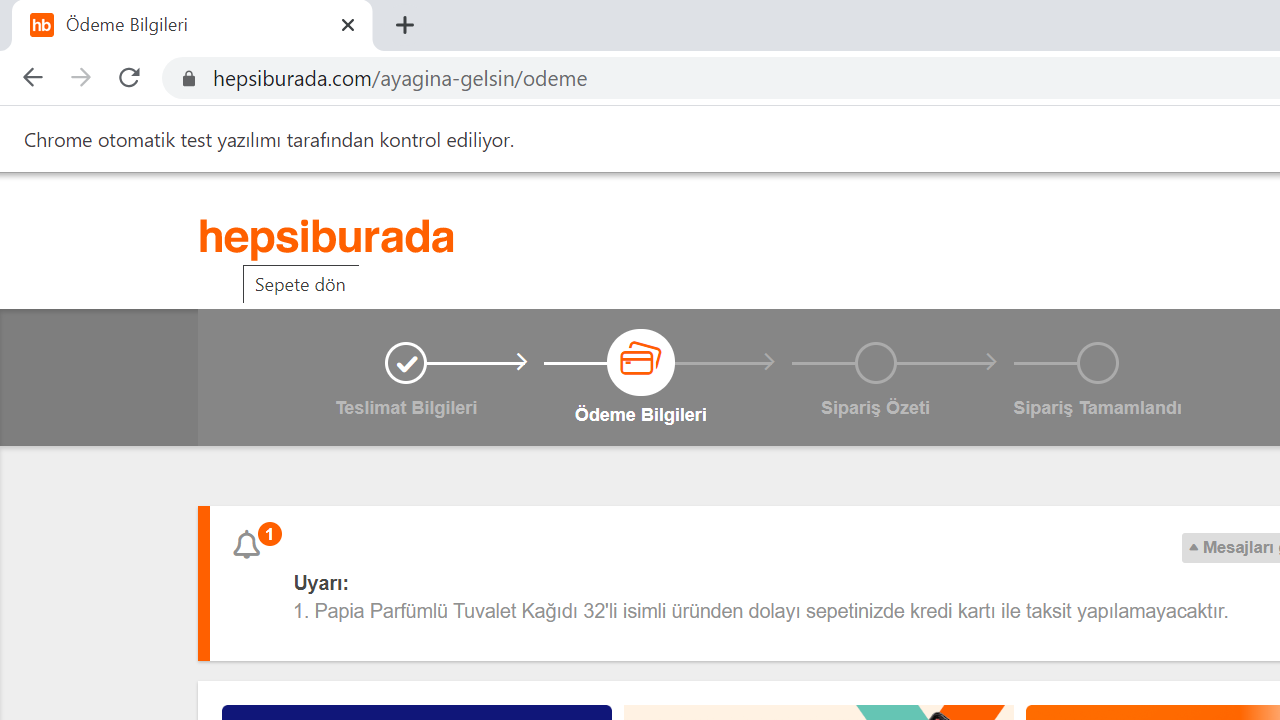 hb Ödeme Bilgileri
hepsiburada.com/ayagina-gelsin/odeme
Chrome otomatik test yazılımı tarafından kontrol ediliyor.
hepsiburada
Sepete dön
Teslimat Bilgileri
Ödeme Bilgileri
Sipariş Özeti
Sipariş Tamamlandı
1
Mesajları
Uyarı:
1. Papia Parfümlü Tuvalet Kağıdı 32'li isimli üründen dolayı sepetinizde kredi kartı ile taksit yapılamayacaktır.